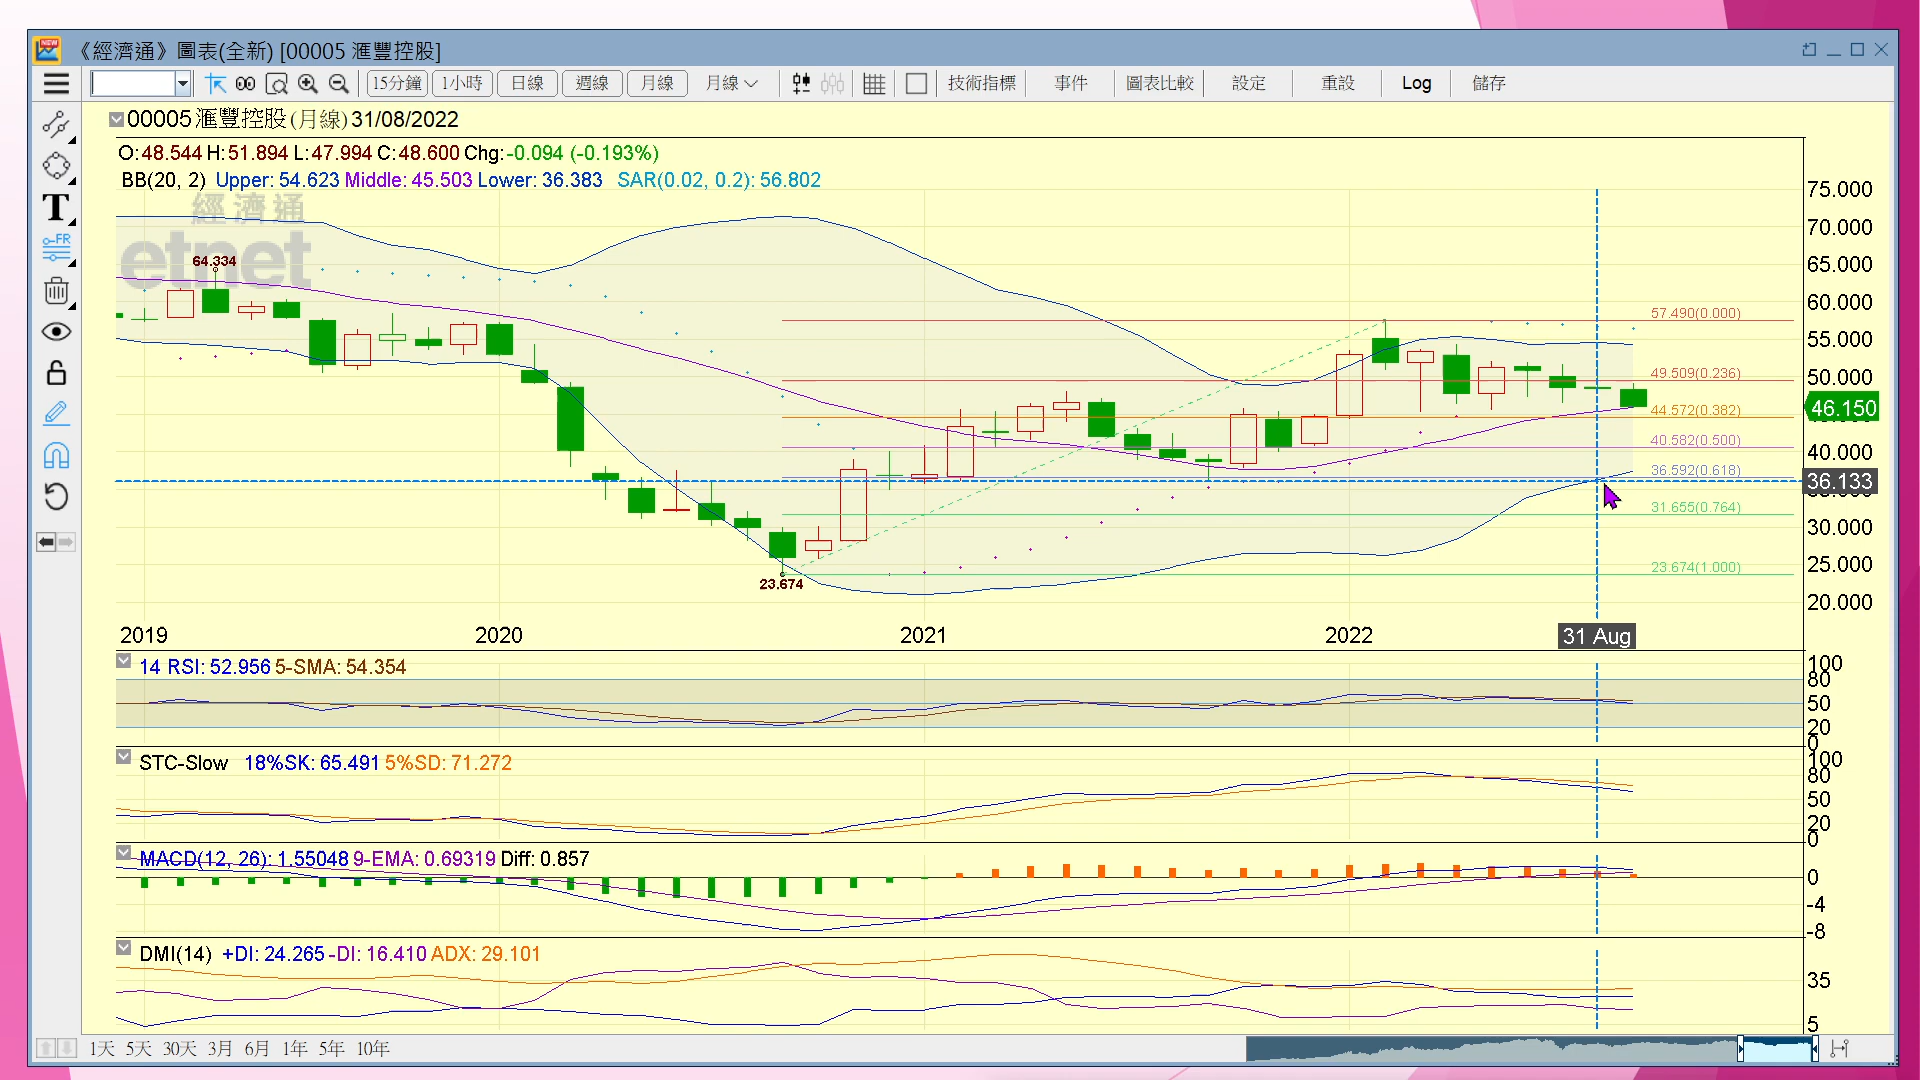 《經濟通》圖表(全新) [00005 滙豐控股]
15分鐘 1小時 日線 週線 月線 月線 技術指標 事件 圖表比較 設定 重設 Log 儲存
00005 滙豐控股(月線) 31/08/2022
O:48.544 H:51.894 L:47.994 C:48.600 Chg:-0.094 (-0.193%)
BB(20, 2) Upper: 54.623 Middle: 45.503 Lower: 36.383 SAR(0.02, 0.2): 56.802
經濟通
etnet
T
FR
NEW
64.334
23.674
57.490(0.000)
49.509(0.236)
44.572(0.382)
40.582(0.500)
36.592(0.618)
31.655(0.764)
23.674(1.000)
75.000
70.000
65.000
60.000
55.000
50.000
46.150
40.000
36.133
30.000
25.000
20.000
2019 2020 2021 2022 31 Aug
14 RSI: 52.956 5-SMA: 54.354
100
80
50
20
0
STC-Slow 18%SK: 65.491 5%SD: 71.272
100
80
50
20
0
MACD(12, 26): 1.55048 9-EMA: 0.69319 Diff: 0.857
0
-4
-8
DMI(14) +DI: 24.265 -DI: 16.410 ADX: 29.101
35
5
1天 5天 30天 3月 6月 1年 5年 10年